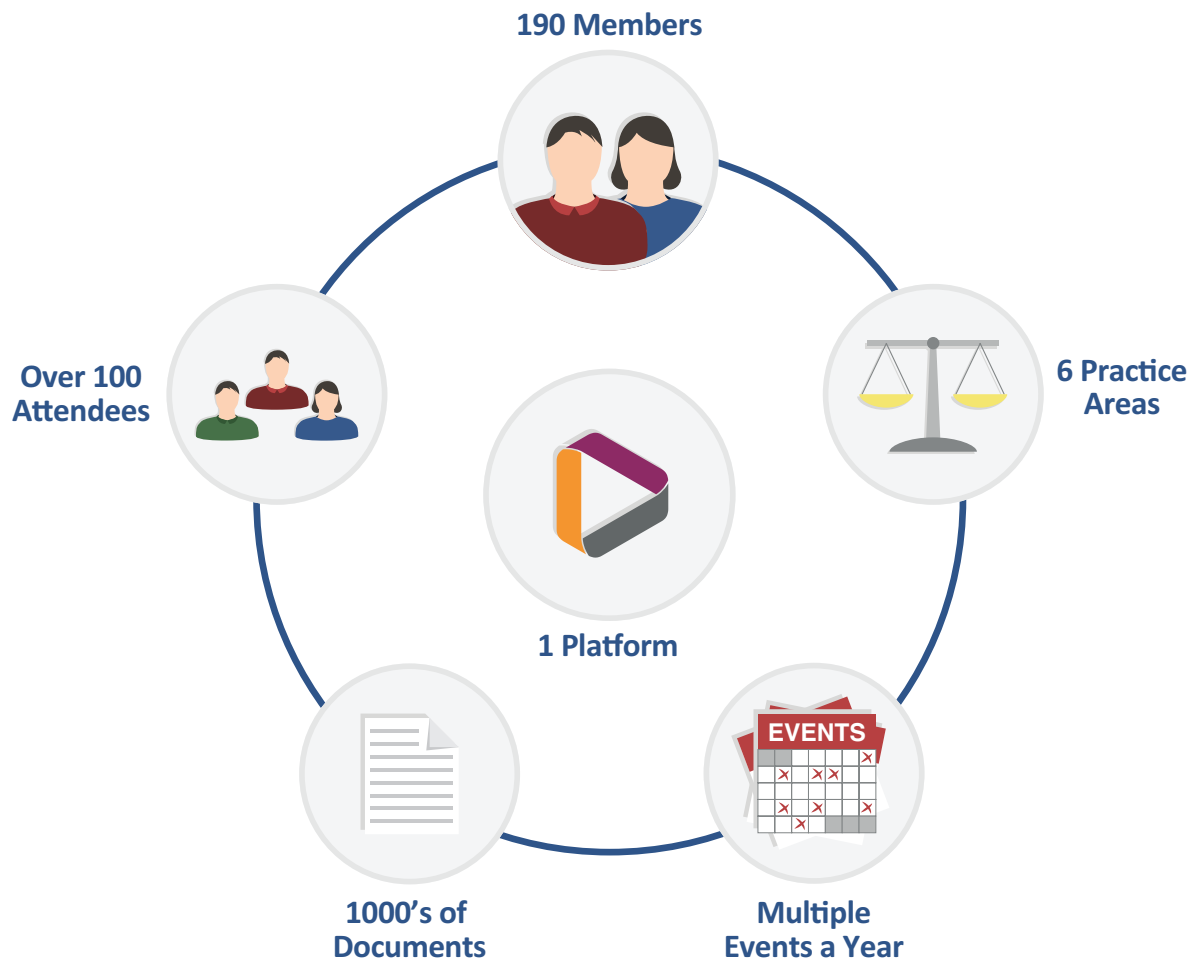 190 Members
Over 100
Attendees
6 Practice
Areas
1 Platform
EVENTS
1000’s of
Documents
Multiple
Events a Year